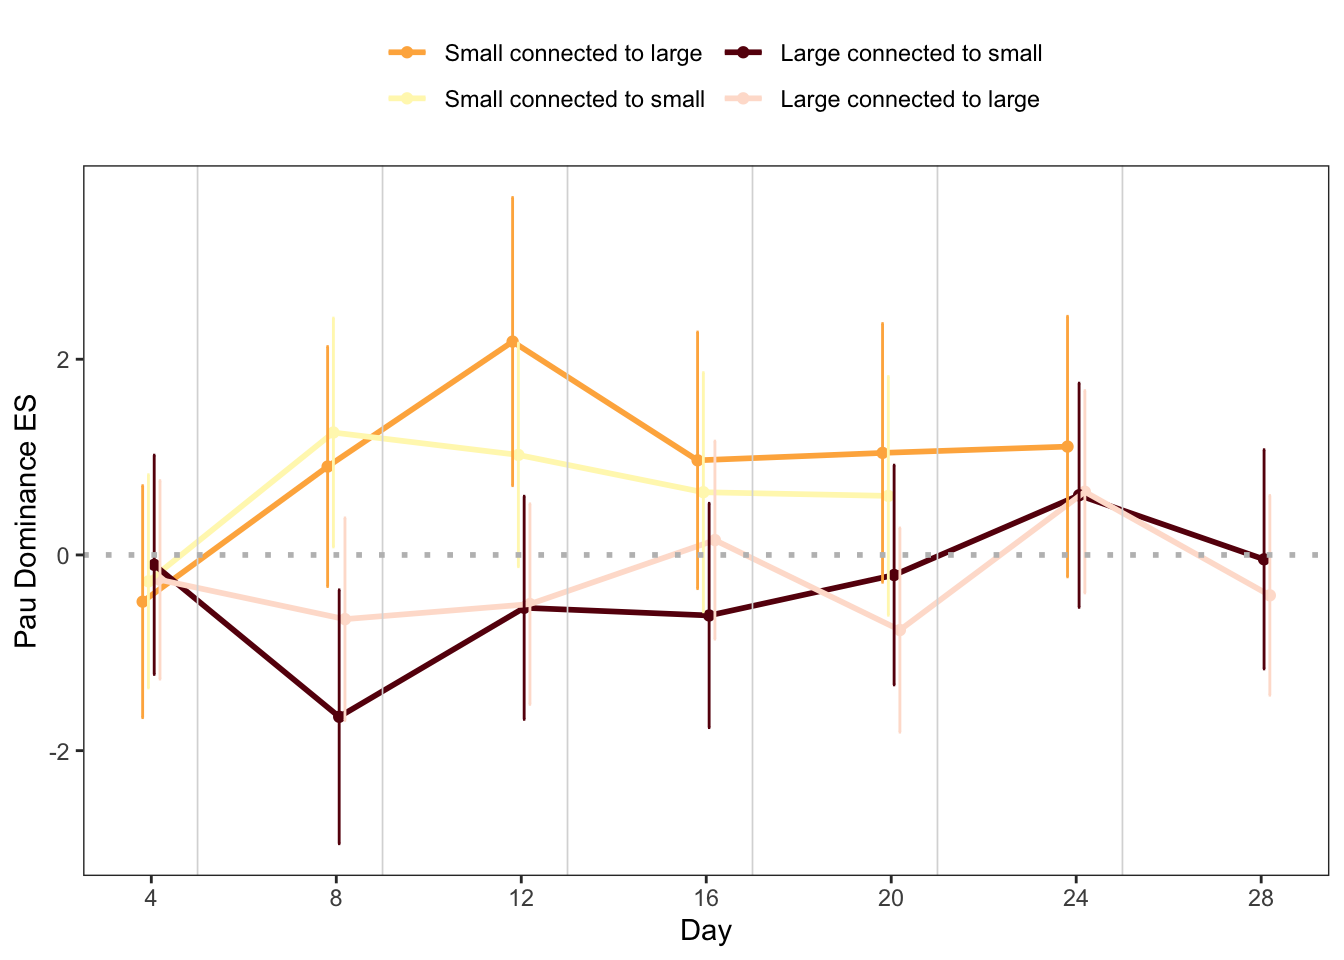 Small connected to large Large connected to small
Small connected to small Large connected to large
Pau Dominance ES
2
0
-2
4 8 12 16 20 24 28
Day